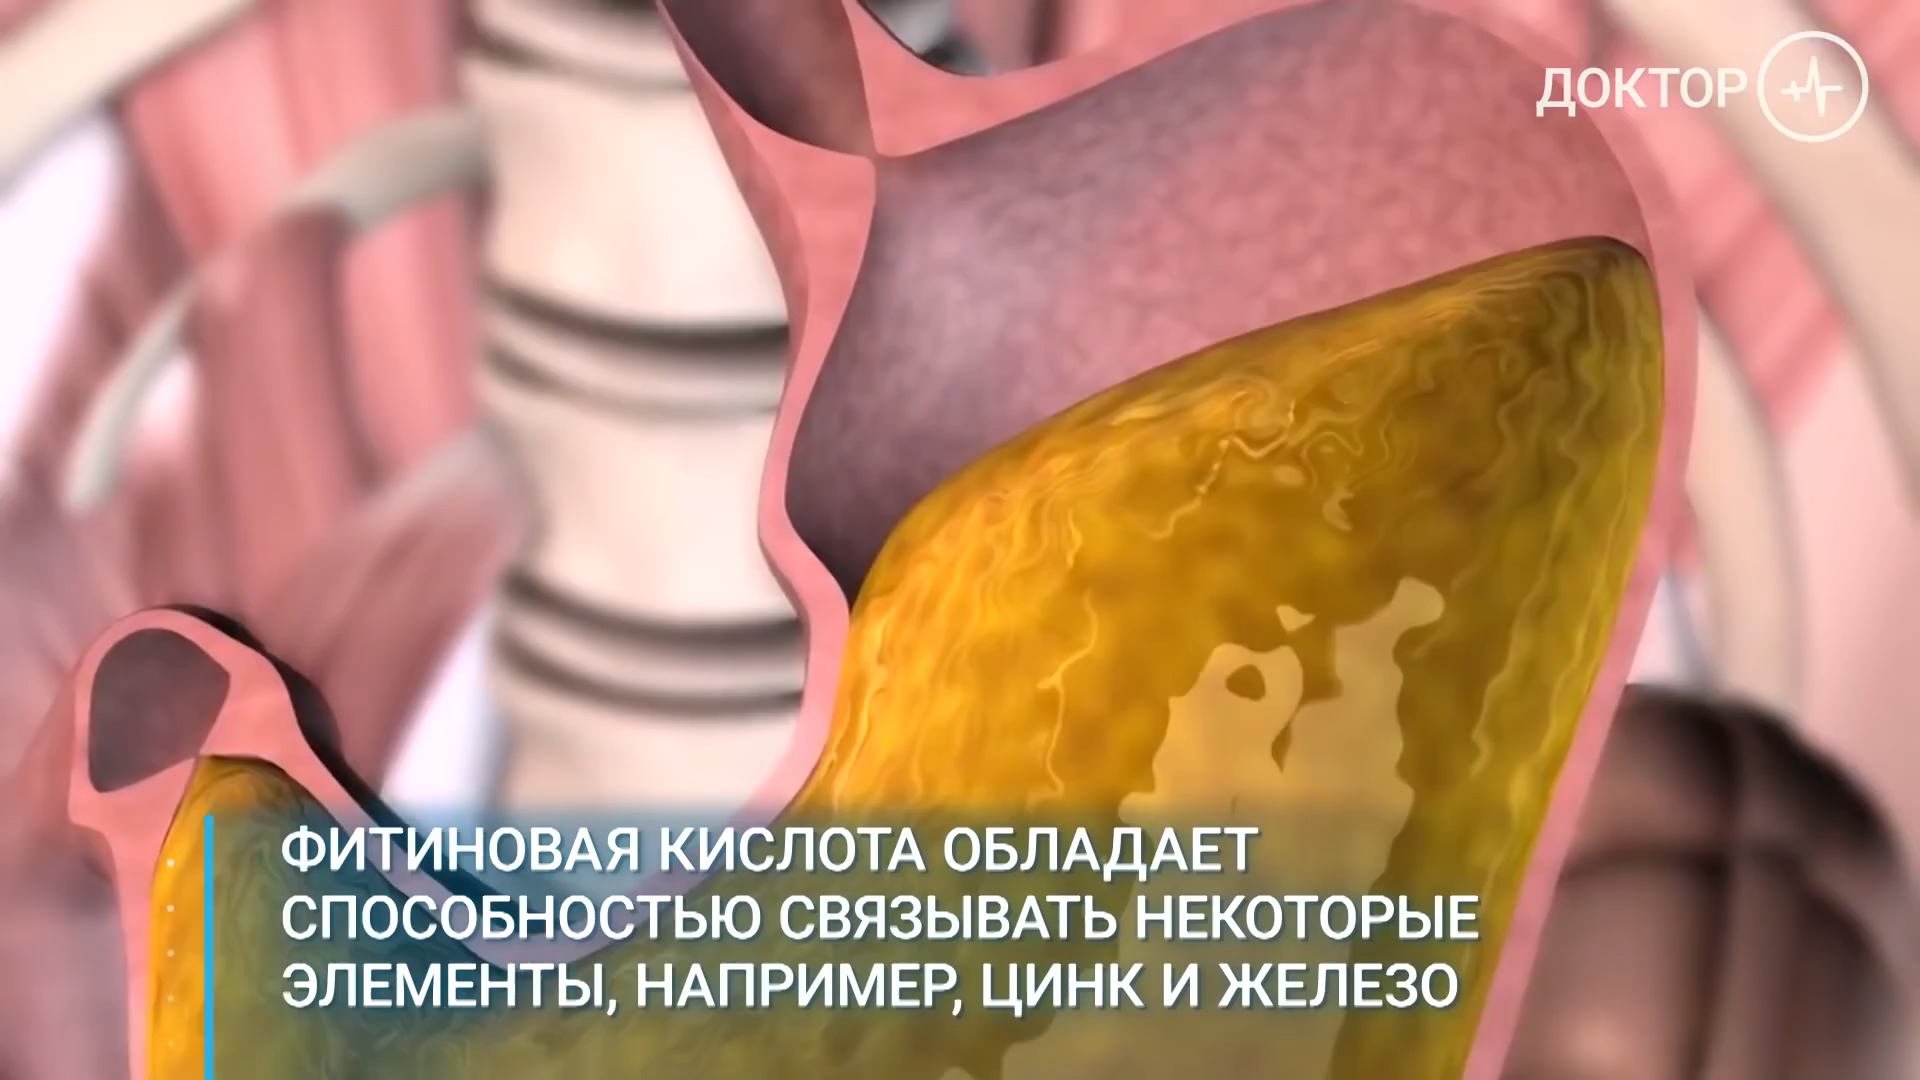 ДОКТОР
ФИТИНОВАЯ КИСЛОТА ОБЛАДАЕТ
СПОСОБНОСТЬЮ СВЯЗЫВАТЬ НЕКОТОРЫЕ
ЭЛЕМЕНТЫ, НАПРИМЕР, ЦИНК И ЖЕЛЕЗО